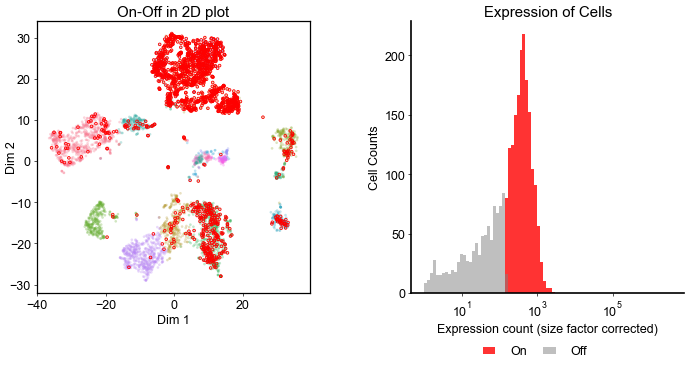 On-Off in 2D plot
Expression of Cells
30
20
10
0
−10
−20
−30
Dim 2
−40
−20
0
20
Dim 1
200
150
100
50
0
Cell Counts
10^1
10^3
10^5
Expression count (size factor corrected)
On Off